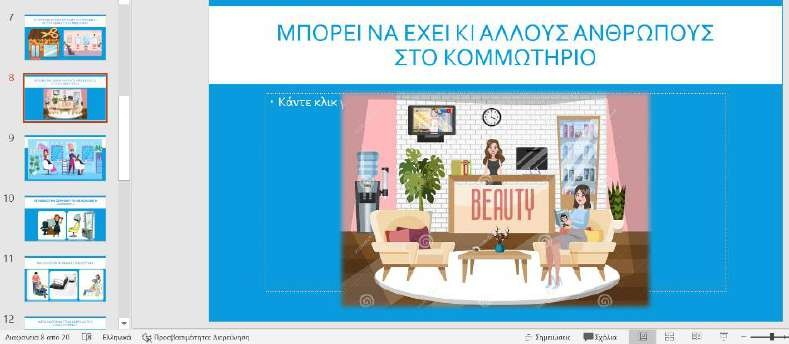 7
8
9
10
11
12
ΜΠΟΡΕΙ ΝΑ ΕΧΕΙ ΚΙ ΑΛΛΟΥΣ ΑΝΘΡΩΠΟΥΣ
ΣΤΟ ΚΟΜΜΩΤΗΡΙΟ
• Κάντε κλικ
BEAUTY
Διαφάνεια 8 από 20 Ελληνικά Προσβασιμότητα: Διερεύνηση Σημειώσεις Σχόλια